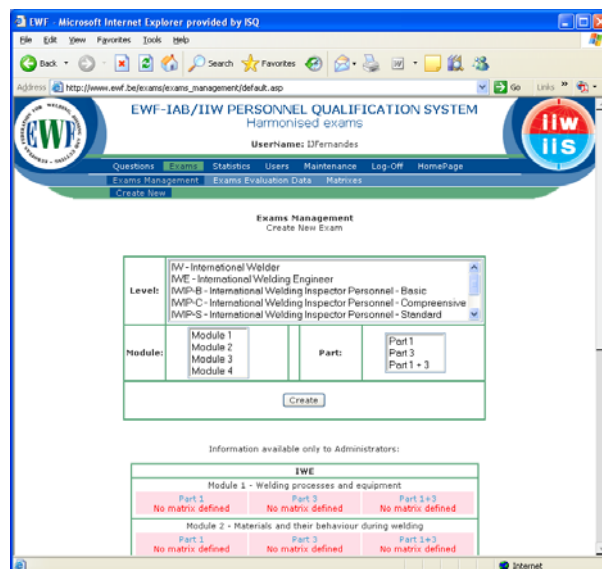 EWF - Microsoft Internet Explorer provided by ISQ
File Edit View Favorites Tools Help
Back Search Favorites
Address http://www.ewf.be/exams/exams_management/default.asp Go Links
EWF-IAB/IIW PERSONNEL QUALIFICATION SYSTEM
Harmonised exams
EWF
iiw
iis
UserName: IJFernandes
Questions Exams Statistics Users Maintenance Log-Off HomePage
Exams Management Exams Evaluation Data Matrixes
Create New
Exams Management
Create New Exam
Level:
IW - International Welder
IWE - International Welding Engineer
IWIP-B - International Welding Inspector Personnel - Basic
IWIP-C - International Welding Inspector Personnel - Compreensive
IWIP-S - International Welding Inspector Personnel - Standard
Module:
Module 1
Module 2
Module 3
Module 4
Part:
Part 1
Part 3
Part 1 + 3
Create
Information available only to Administrators:
IWE
Module 1 - Welding processes and equipment
Part 1 Part 3 Part 1+3
No matrix defined No matrix defined No matrix defined
Module 2 - Materials and their behaviour during welding
Part 1 Part 3 Part 1+3
No matrix defined No matrix defined No matrix defined
Internet